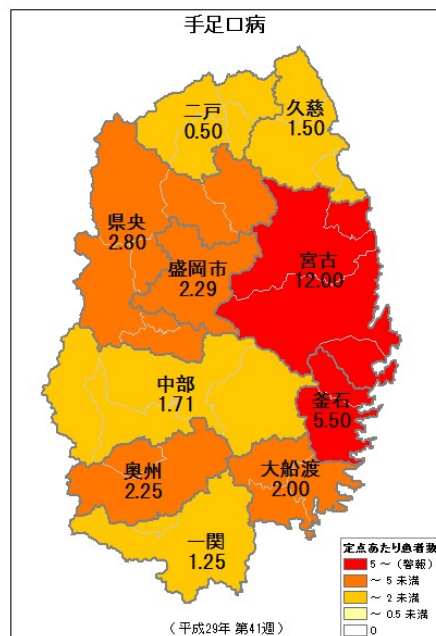 手足口病
二戸
0.50
久慈
1.50
県央
2.80
盛岡市
2.29
宮古
12.00
中部
1.71
釜石
5.50
奥州
2.25
大船渡
2.00
一関
1.25
定点あたり患者数
5 ～ (警報)
～ 5 未満
～ 2 未満
～ 0.5 未満
0
(平成29年 第41週)